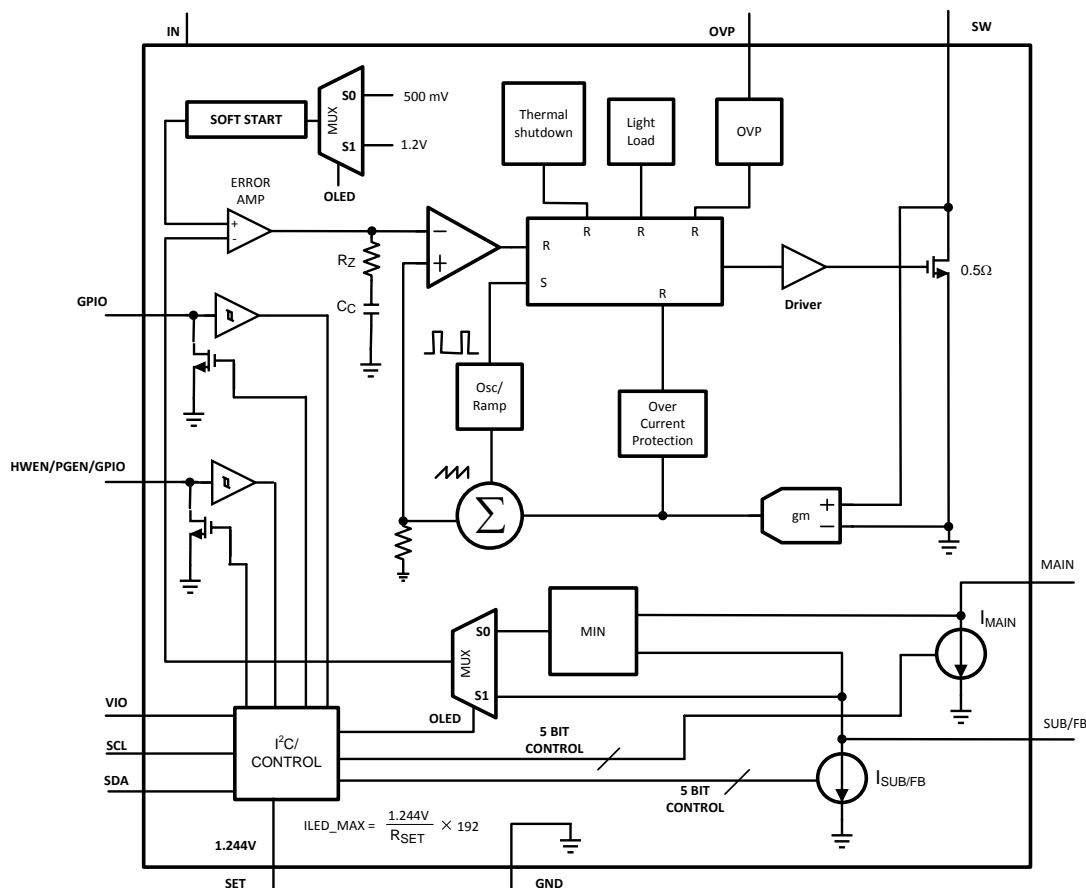 IN
OVP
SW
SOFT START
MUX
S0
S1
500 mV
1.2V
OLED
Thermal
shutdown
Light
Load
OVP
ERROR
AMP
+
-
R
R
R
R
S
R
−
+
RZ
CC
Driver
0.5Ω
GPIO
Osc/
Ramp
Over
Current
Protection
HWEN/PGEN/GPIO
Σ
gm
+
−
MAIN
IMAIN
MIN
MUX
S0
S1
OLED
VIO
SCL
SDA
I²C/
CONTROL
5 BIT
CONTROL
5 BIT
CONTROL
SUB/FB
ISUB/FB
ILED_MAX = 1.244V / RSET × 192
1.244V
SET
GND